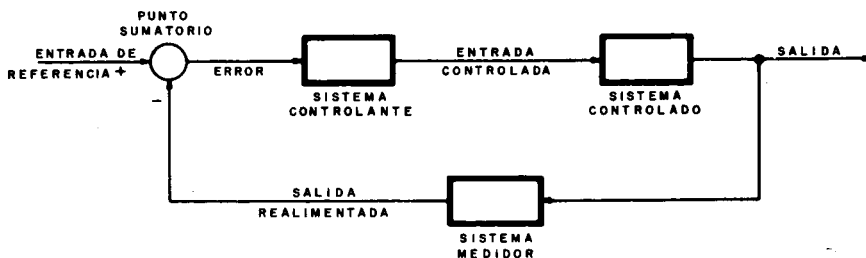 PUNTO
SUMATORIO
ENTRADA DE
REFERENCIA +
-
ERROR
SISTEMA
CONTROLANTE
ENTRADA
CONTROLADA
SISTEMA
CONTROLADO
SALIDA
SALIDA
REALIMENTADA
SISTEMA
MEDIDOR